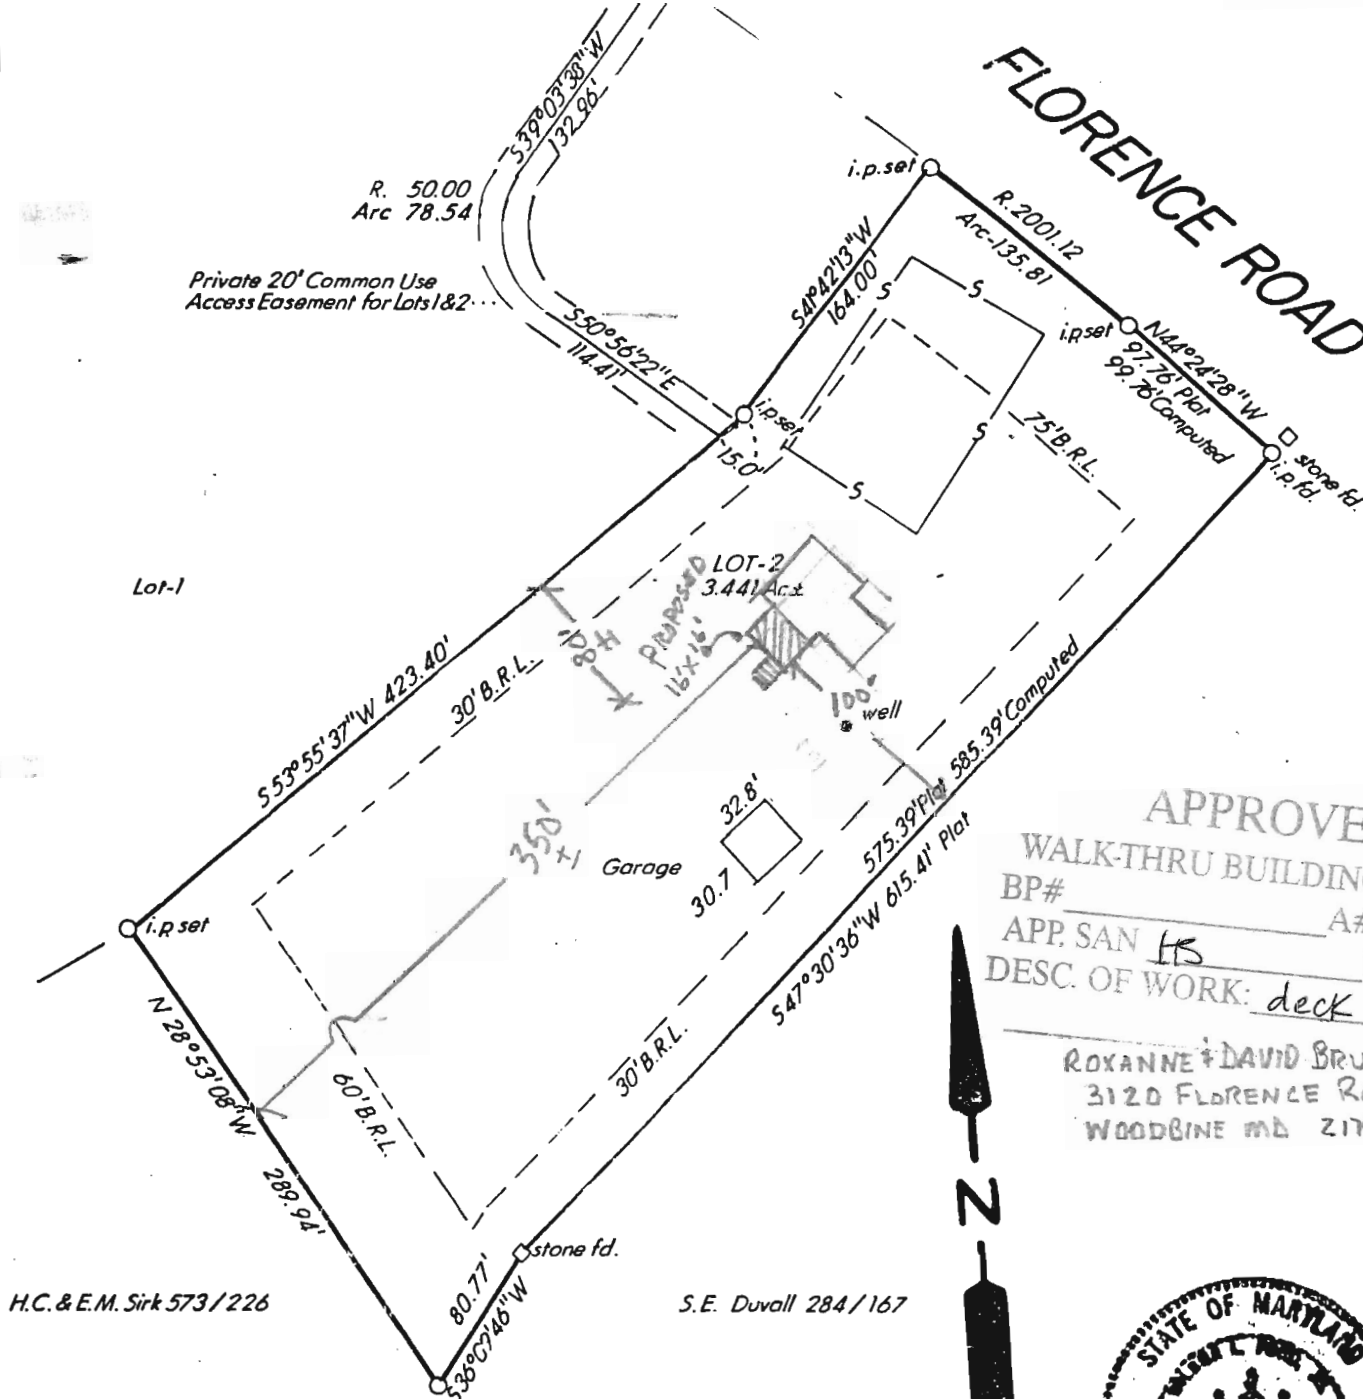 FLORENCE ROAD
S39°03'38"W
132.96'
R. 50.00
Arc 78.54
Private 20' Common Use
Access Easement for Lots 1&2
S50°56'22"E
114.41'
i.p. set
S41°42'13"W
164.00'
R. 2001.12
Arc-135.81
i.p. set
N44°24'28"W
97.76' Plat
99.76' Computed
stone fd.
i.p. fd.
i.p. set
15.0'
S
S
S
S
75' B.R.L.
Lot-1
LOT-2
3.441 Ac.±
PROPOSED
16'x16'
80'
+-
30' B.R.L.
S53°55'37"W 423.40'
100'
well
350'
+-
32.8'
30.7
Garage
585.39' Computed
575.39' Plat
S47°30'36"W 615.41' Plat
30' B.R.L.
60' B.R.L.
i.p. set
N 28°53'08"W
289.94'
stone fd.
80.77'
S36°07'46"W
H.C. & E.M. Sirk 573/226
S.E. Duvall 284/167
APPROVE
WALK-THRU BUILDIN
BP# A#
APP. SAN HB
DESC. OF WORK: deck
ROXANNE & DAVID BRU
3120 FLORENCE R
WOODBINE MD 217
N
STATE OF MARYLAND